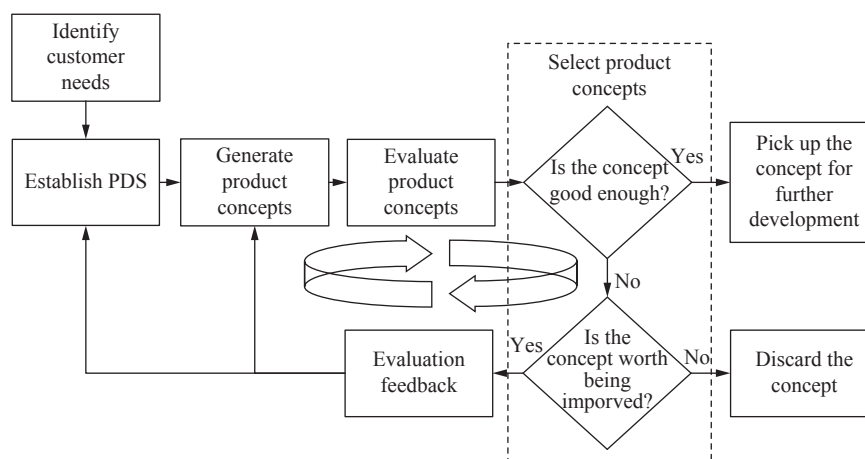 Identify
customer
needs
Establish PDS
Generate
product
concepts
Evaluate
product
concepts
Select product
concepts
Is the concept
good enough?
Yes
Pick up the
concept for
further
development
No
Is the
concept worth
being
imporved?
Yes
Evaluation
feedback
No
Discard the
concept